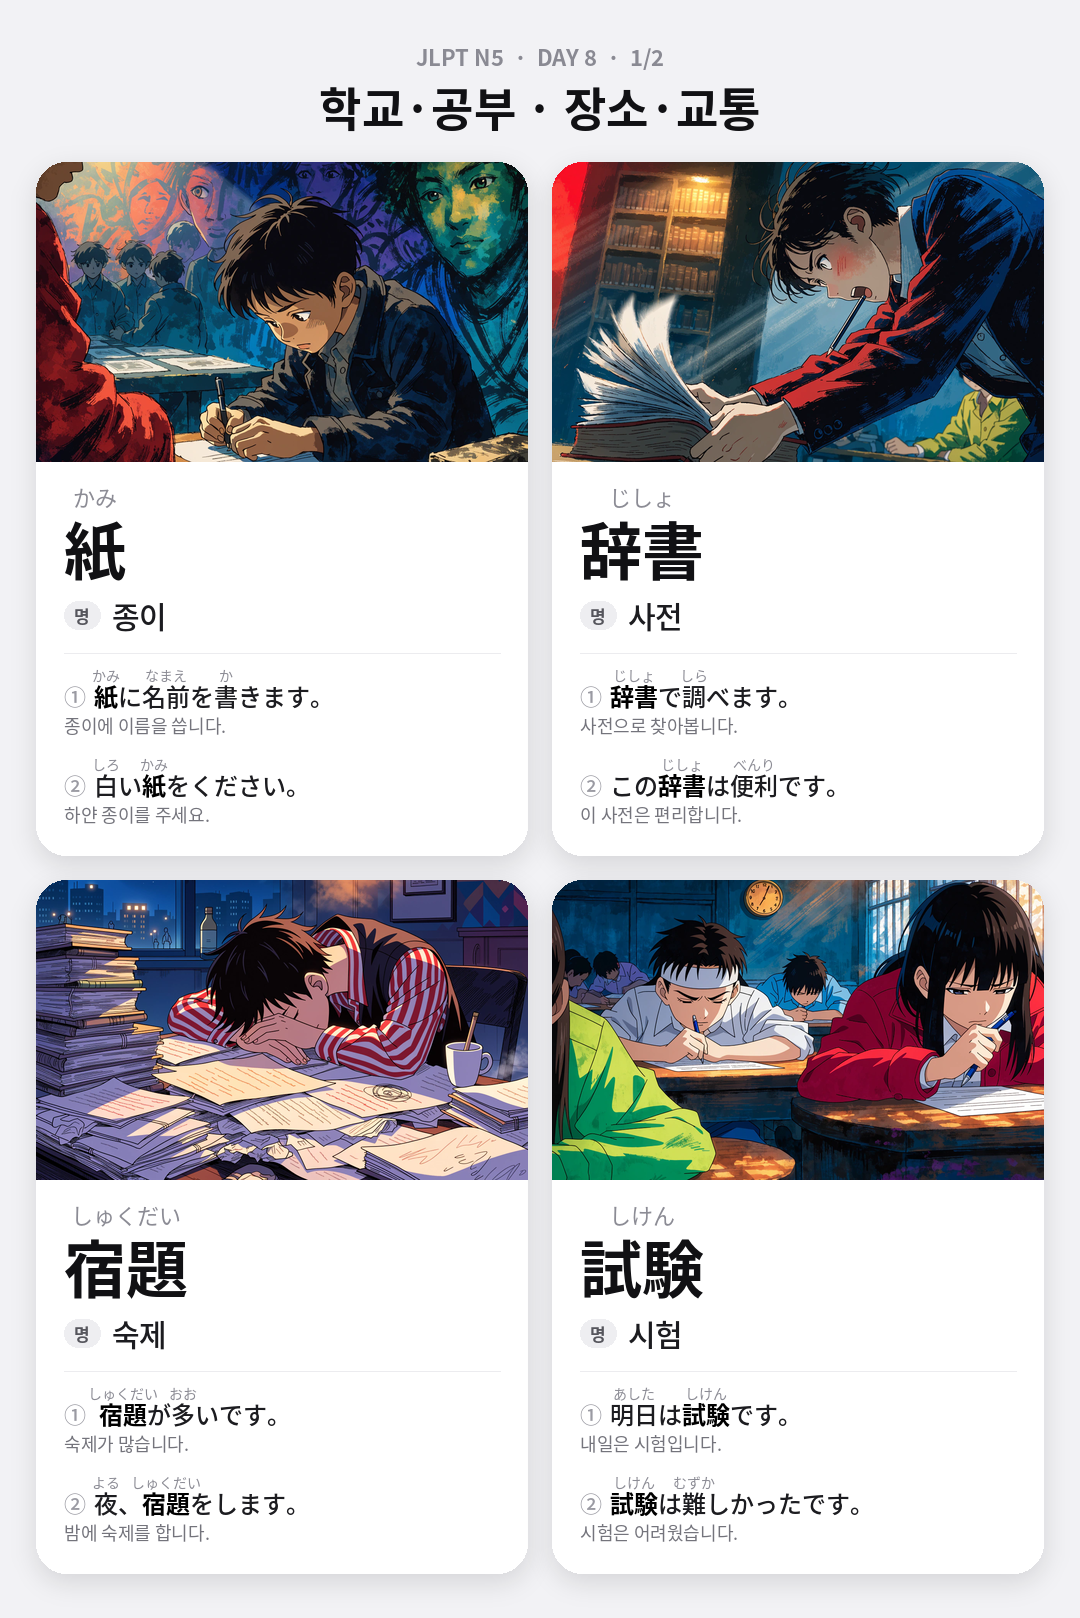 JLPT N5 · DAY 8 · 1/2
학교·공부 · 장소·교통
かみ
紙
명 종이
かみ なまえ か
① 紙に名前を書きます。
종이에 이름을 씁니다.
しろ かみ
② 白い紙をください。
하얀 종이를 주세요.
じしょ
辞書
명 사전
じしょ しら
① 辞書で調べます。
사전으로 찾아봅니다.
じしょ べんり
② この辞書は便利です。
이 사전은 편리합니다.
しゅくだい
宿題
명 숙제
しゅくだい おお
① 宿題が多いです。
숙제가 많습니다.
よる しゅくだい
② 夜、宿題をします。
밤에 숙제를 합니다.
しけん
試験
명 시험
あした しけん
① 明日は試験です。
내일은 시험입니다.
しけん むずか
② 試験は難しかったです。
시험은 어려웠습니다.